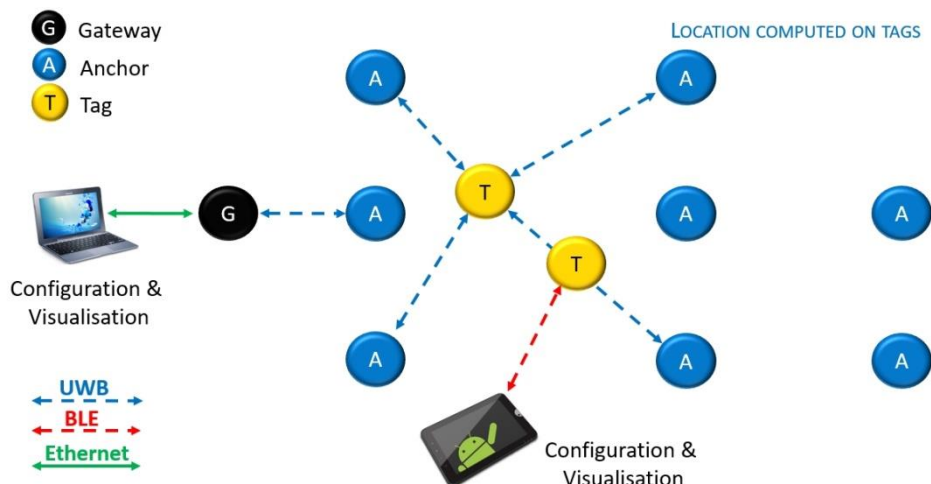 G Gateway
A Anchor
T Tag
LOCATION COMPUTED ON TAGS
A
A
T
G
A
A
A
T
Configuration &
Visualisation
A
A
A
UWB
BLE
Ethernet
Configuration &
Visualisation